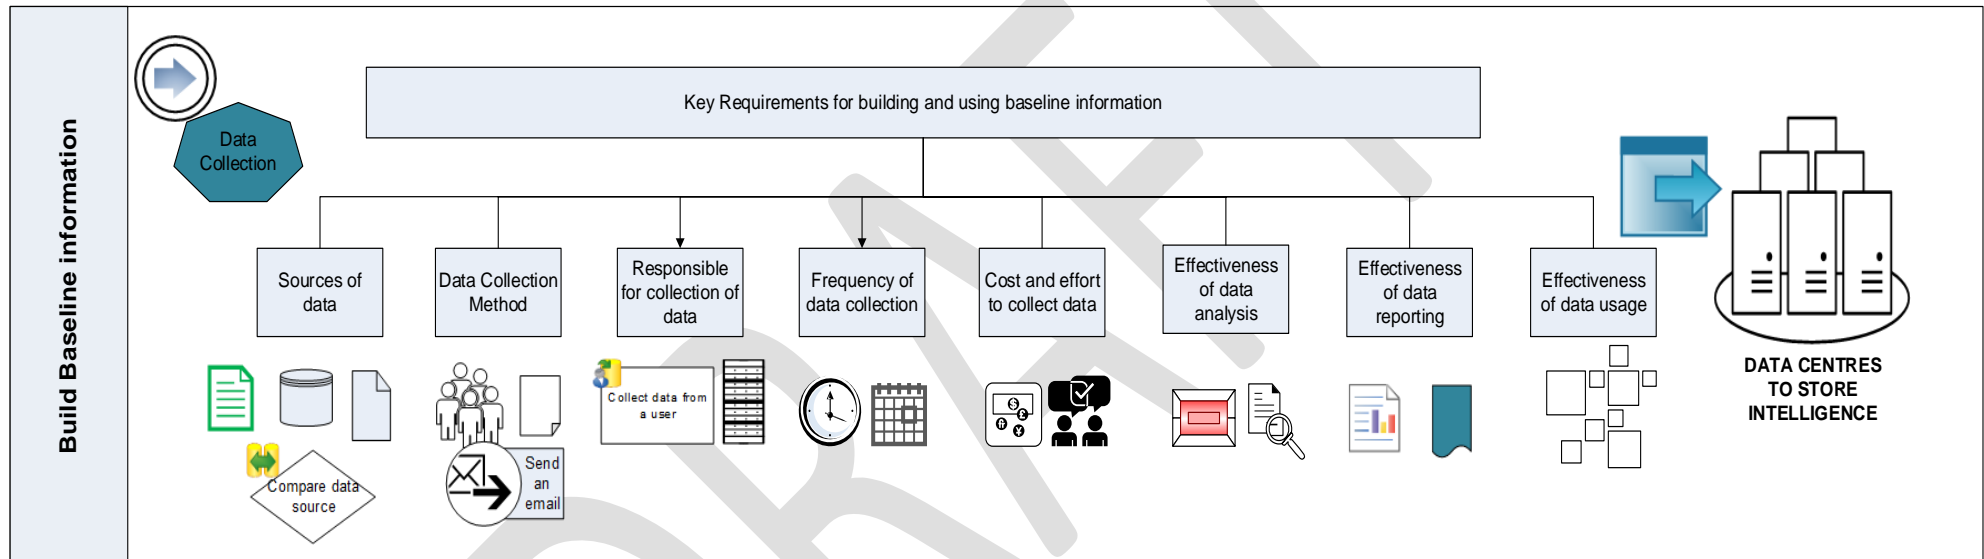 Build Baseline information
Data
Collection
Key Requirements for building and using baseline information
Sources of
data
Data Collection
Method
Responsible
for collection of
data
Frequency of
data collection
Cost and effort
to collect data
Effectiveness
of data
analysis
Effectiveness
of data
reporting
Effectiveness
of data usage
Compare data
source
Send
an
email
Collect data from
a user
DATA CENTRES
TO STORE
INTELLIGENCE
DRAFT